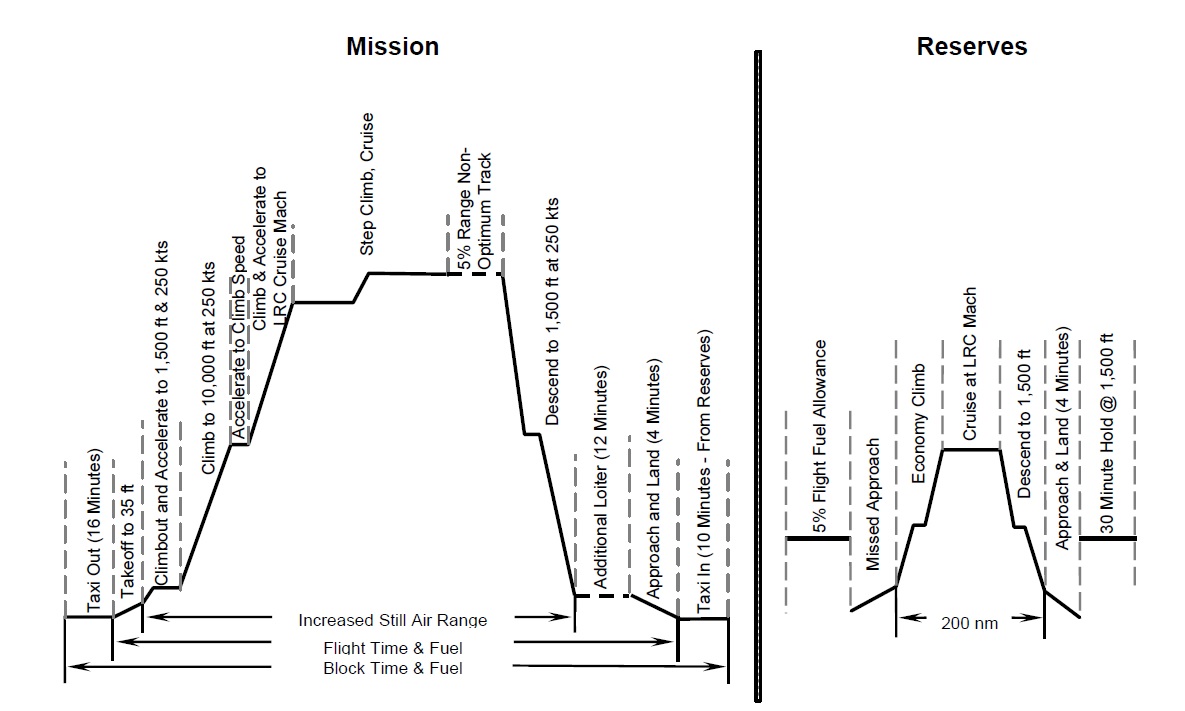 Mission
Taxi Out (16 Minutes)
Takeoff to 35 ft
Climbout and Accelerate to 1,500 ft & 250 kts
Climb to 10,000 ft at 250 kts
Accelerate to Climb Speed
Climb & Accelerate to
LRC Cruise Mach
Step Climb, Cruise
5% Range Non-
Optimum Track
Descend to 1,500 ft at 250 kts
Additional Loiter (12 Minutes)
Approach and Land (4 Minutes)
Taxi In (10 Minutes - From Reserves)
Increased Still Air Range
Flight Time & Fuel
Block Time & Fuel
Reserves
5% Flight Fuel Allowance
Missed Approach
Economy Climb
Cruise at LRC Mach
Descend to 1,500 ft
Approach & Land (4 Minutes)
30 Minute Hold @ 1,500 ft
200 nm